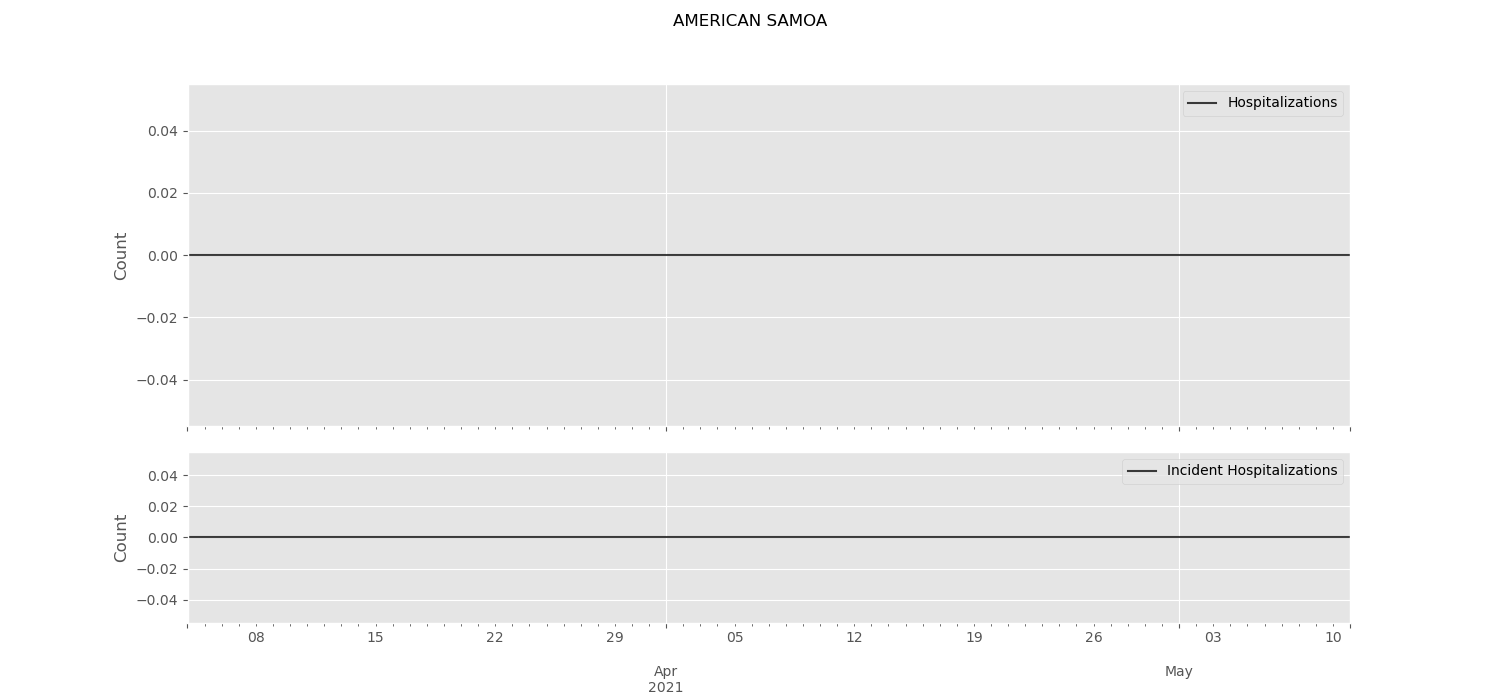 AMERICAN SAMOA
Hospitalizations
0.04
0.02
0.00
−0.02
−0.04
Count
Incident Hospitalizations
0.04
0.02
0.00
−0.02
−0.04
Count
08 15 22 29 05 12 19 26 03 10
Apr May
2021